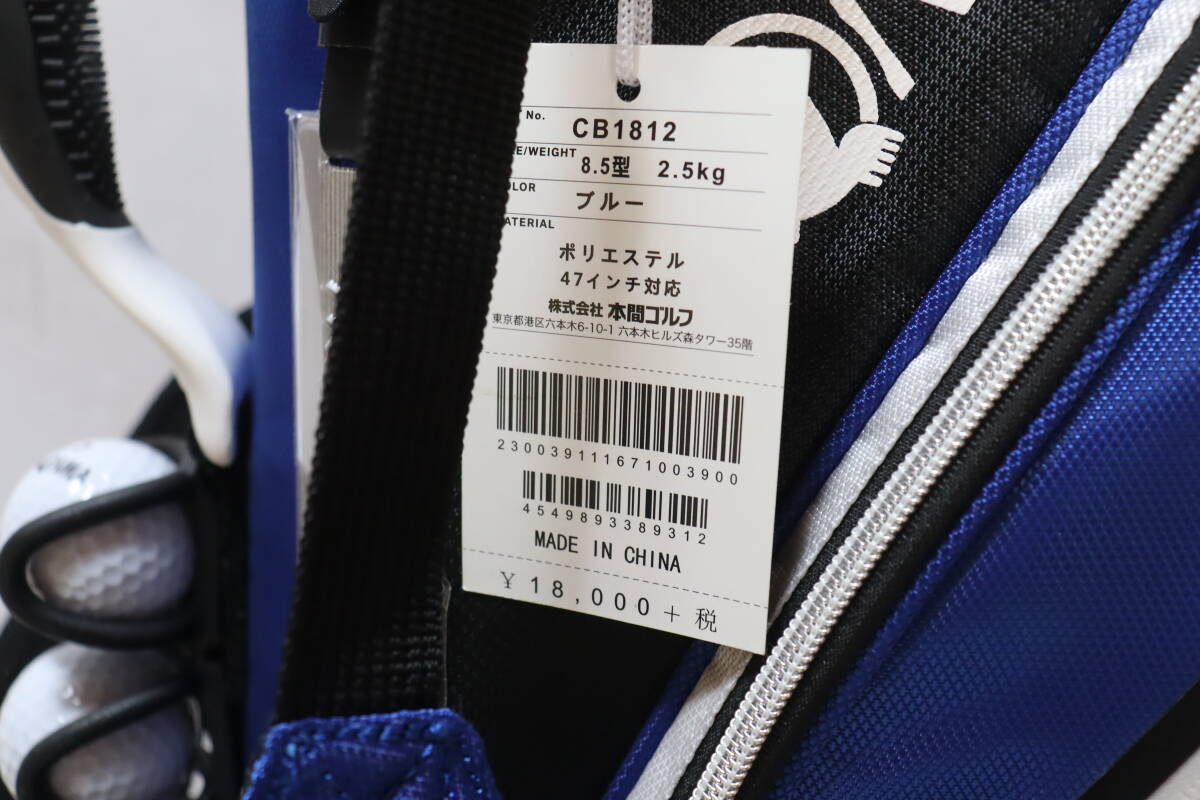 No.
CB1812
/WEIGHT
8.5型 2.5kg
ブルー
ポリエステル
47インチ対応
株式会社 本間ゴルフ
東京都港区六本木6-10-1 六本木ヒルズ森タワー35階
2300391116710039​00
4549893389312
MADE IN CHINA
¥18,000+税